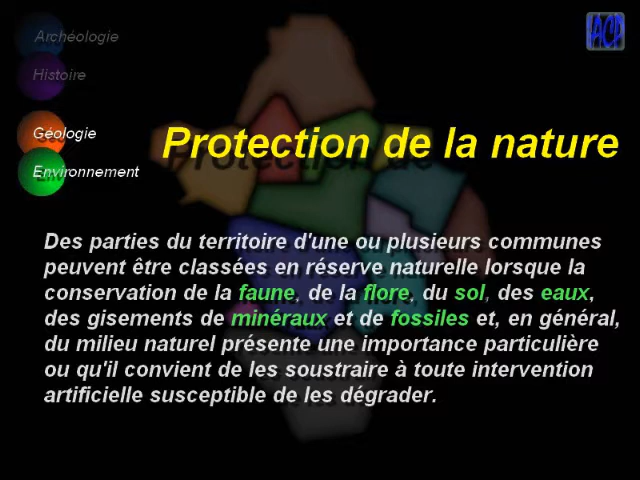 Archéologie
Histoire
Géologie
Environnement
ACP
Protection de la nature
Des parties du territoire d'une ou plusieurs communes
peuvent être classées en réserve naturelle lorsque la
conservation de la faune, de la flore, du sol, des eaux,
des gisements de minéraux et de fossiles et, en général,
du milieu naturel présente une importance particulière
ou qu'il convient de les soustraire à toute intervention
artificielle susceptible de les dégrader.